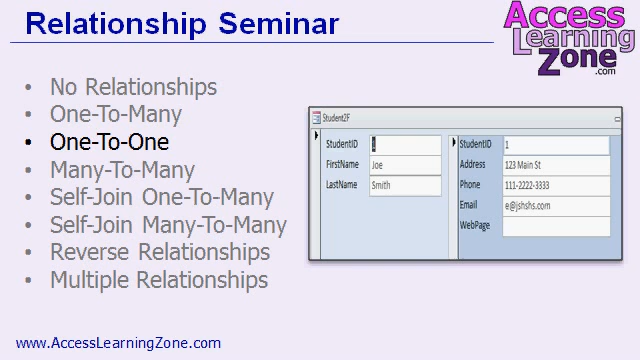 Relationship Seminar
Access
Learning
Zone
.com
• No Relationships
• One-To-Many
• One-To-One
• Many-To-Many
• Self-Join One-To-Many
• Self-Join Many-To-Many
• Reverse Relationships
• Multiple Relationships
Student2F
StudentID 1
FirstName Joe
LastName Smith
StudentID 1
Address 123 Main St
Phone 111-2222-3333
Email e@jshshs.com
WebPage
www.AccessLearningZone.com